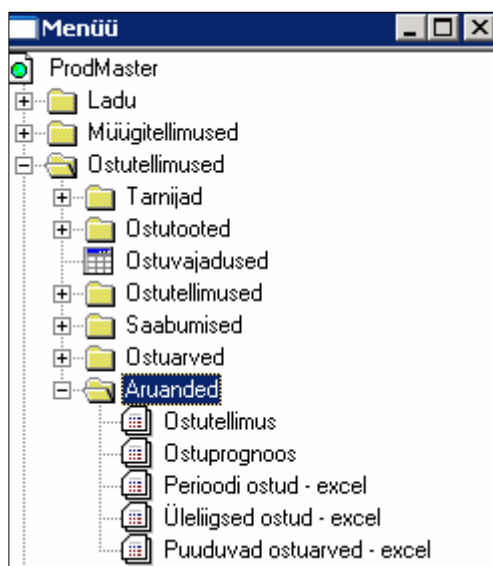 Menüü
ProdMaster
Ladu
Müügitellimused
Ostutellimused
Tarnijad
Ostutooted
Ostuvajadused
Ostutellimused
Saabumised
Ostuarved
Aruanded
Ostutellimus
Ostuprognoos
Perioodi ostud - excel
Üleliigsed ostud - excel
Puuduvad ostuarved - excel